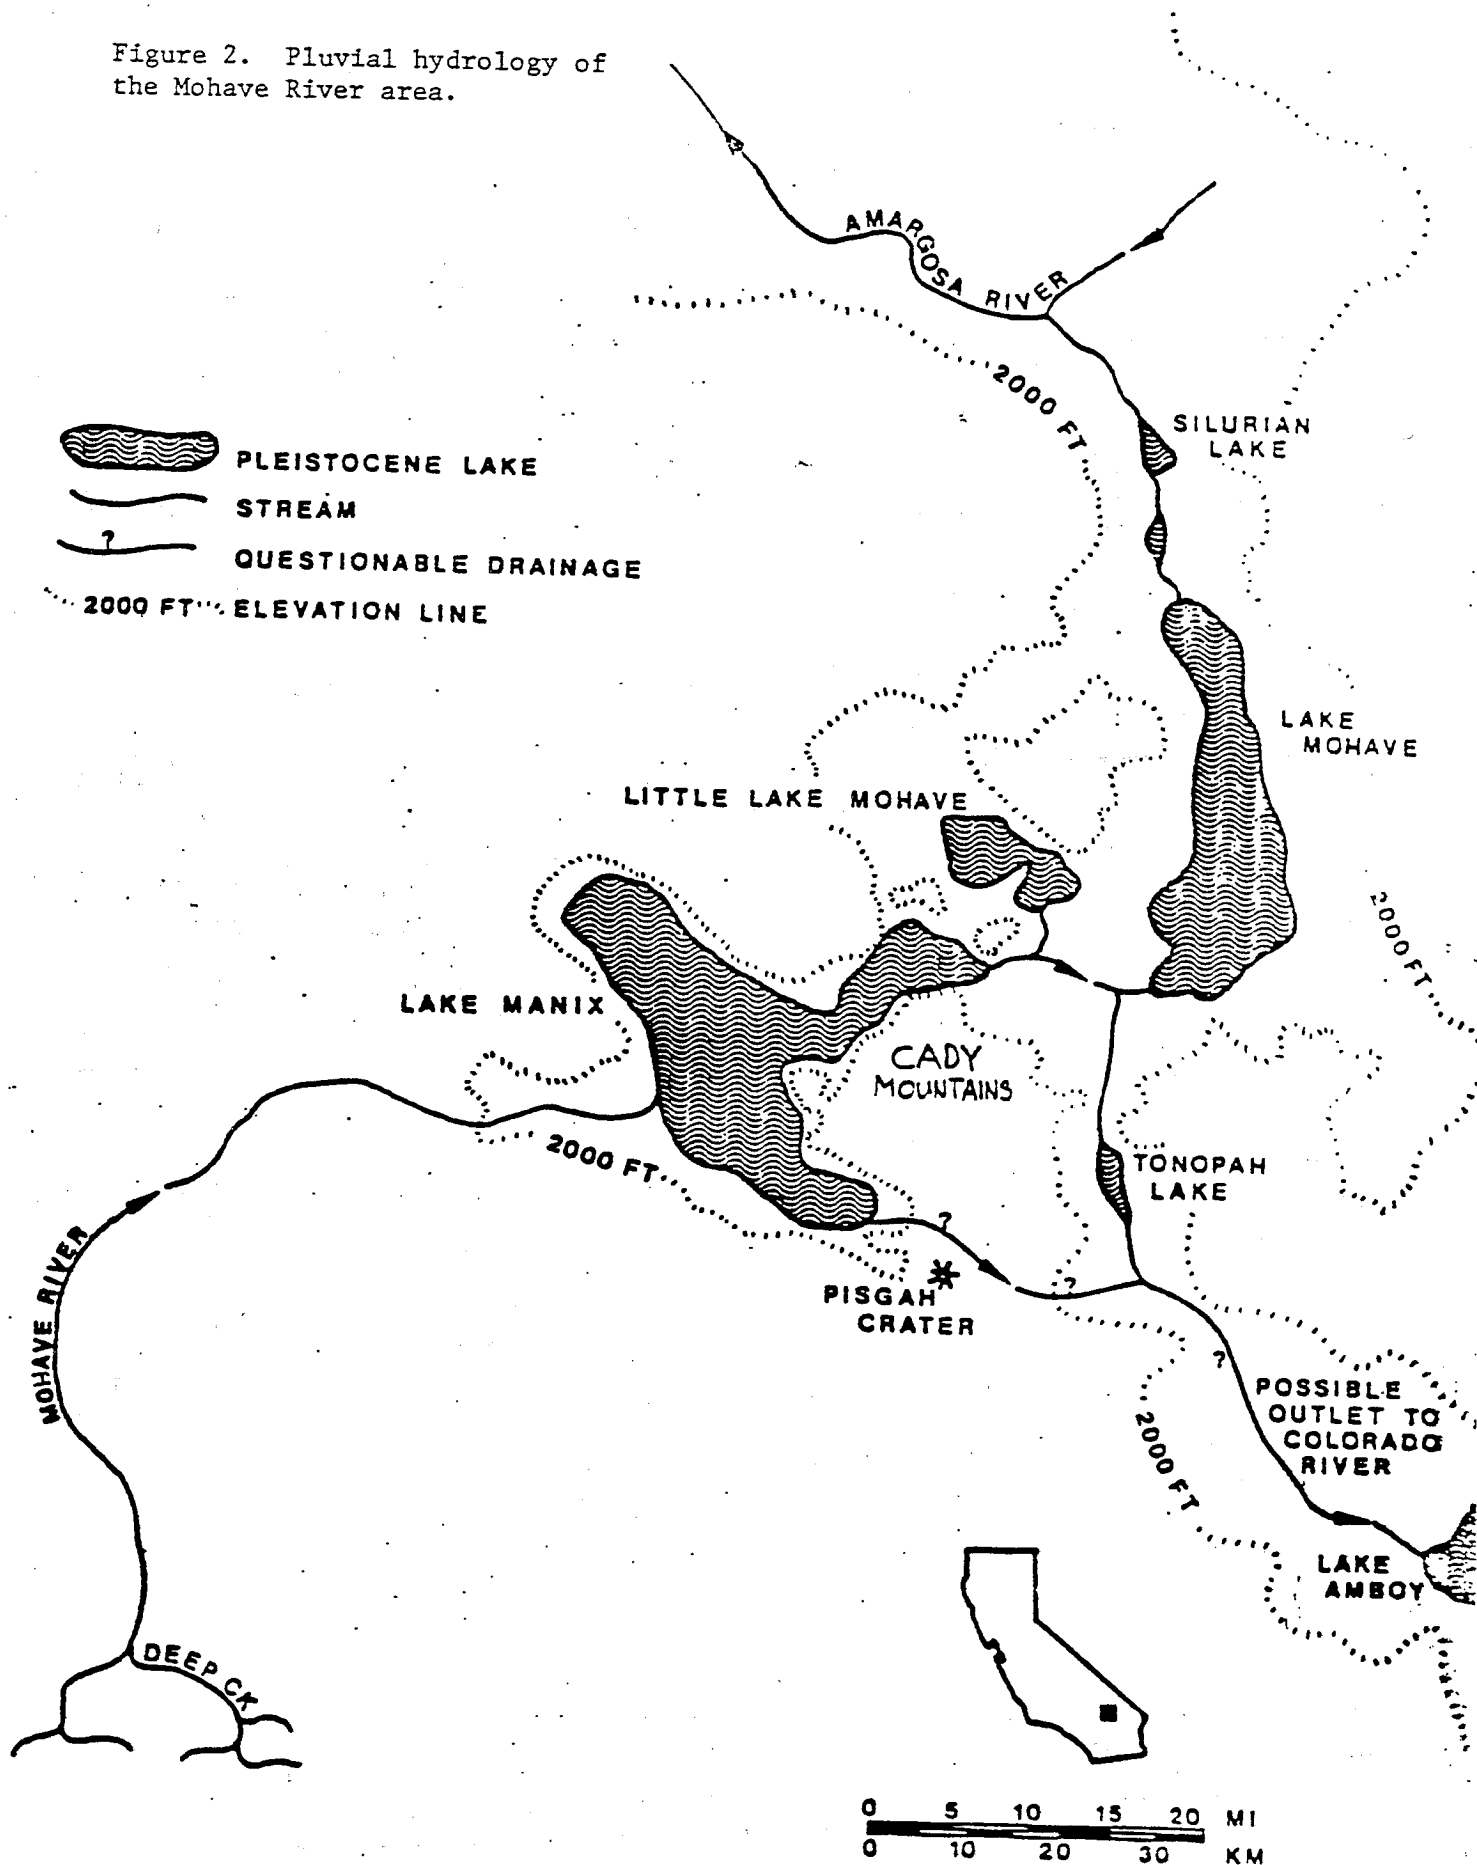 Figure 2. Pluvial hydrology of
the Mohave River area.
AMARGOSA RIVER
2000 FT
SILURIAN
LAKE
PLEISTOCENE LAKE
STREAM
?
QUESTIONABLE DRAINAGE
2000 FT ELEVATION LINE
LAKE
MOHAVE
LITTLE LAKE MOHAVE
2000 FT
LAKE MANIX
CADY
MOUNTAINS
2000 FT
TONOPAH
LAKE
MOHAVE RIVER
?
?
PISGAH
CRATER
?
POSSIBLE
OUTLET TO
COLORADO
RIVER
2000 FT
LAKE
AMBOY
DEEP CK
0 5 10 15 20 MI
0 10 20 30 KM